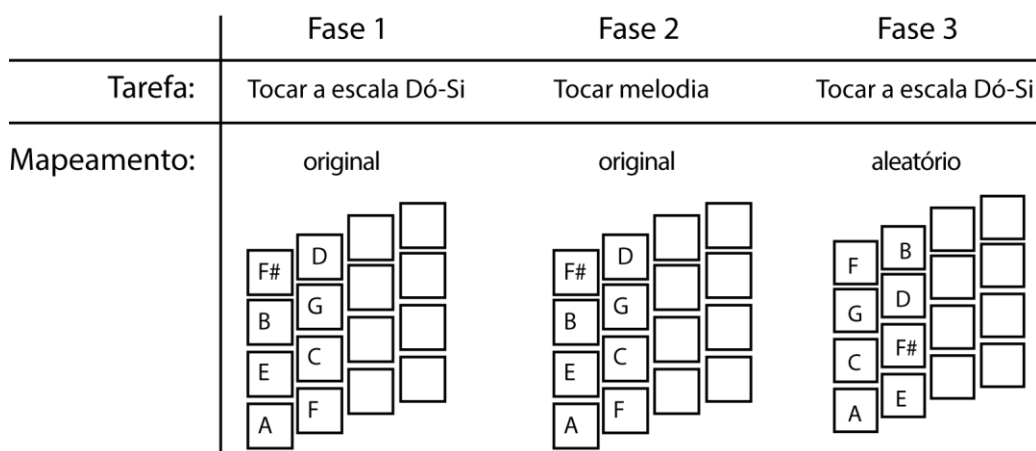 Fase 1 Fase 2 Fase 3
Tarefa: Tocar a escala Dó-Si Tocar melodia Tocar a escala Dó-Si
Mapeamento: original original aleatório
F# D F# D F B
B G B G G D
E C E C C F#
A F A F A E